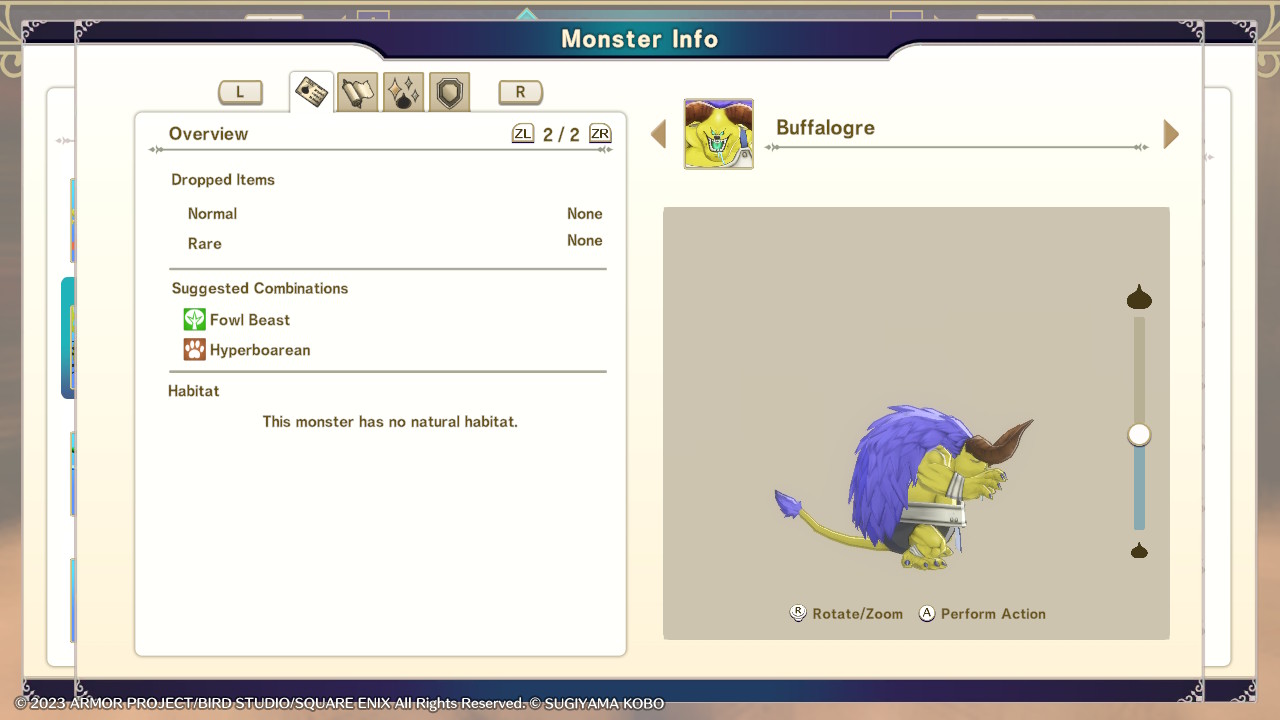 Monster Info
L
R
Overview
ZL 2 / 2 ZR
Dropped Items
Normal None
Rare None
Suggested Combinations
Fowl Beast
Hyperboarean
Habitat
This monster has no natural habitat.
Buffalogre
R Rotate/Zoom A Perform Action
© 2023 ARMOR PROJECT/BIRD STUDIO/SQUARE ENIX All Rights Reserved. © SUGIYAMA KOBO